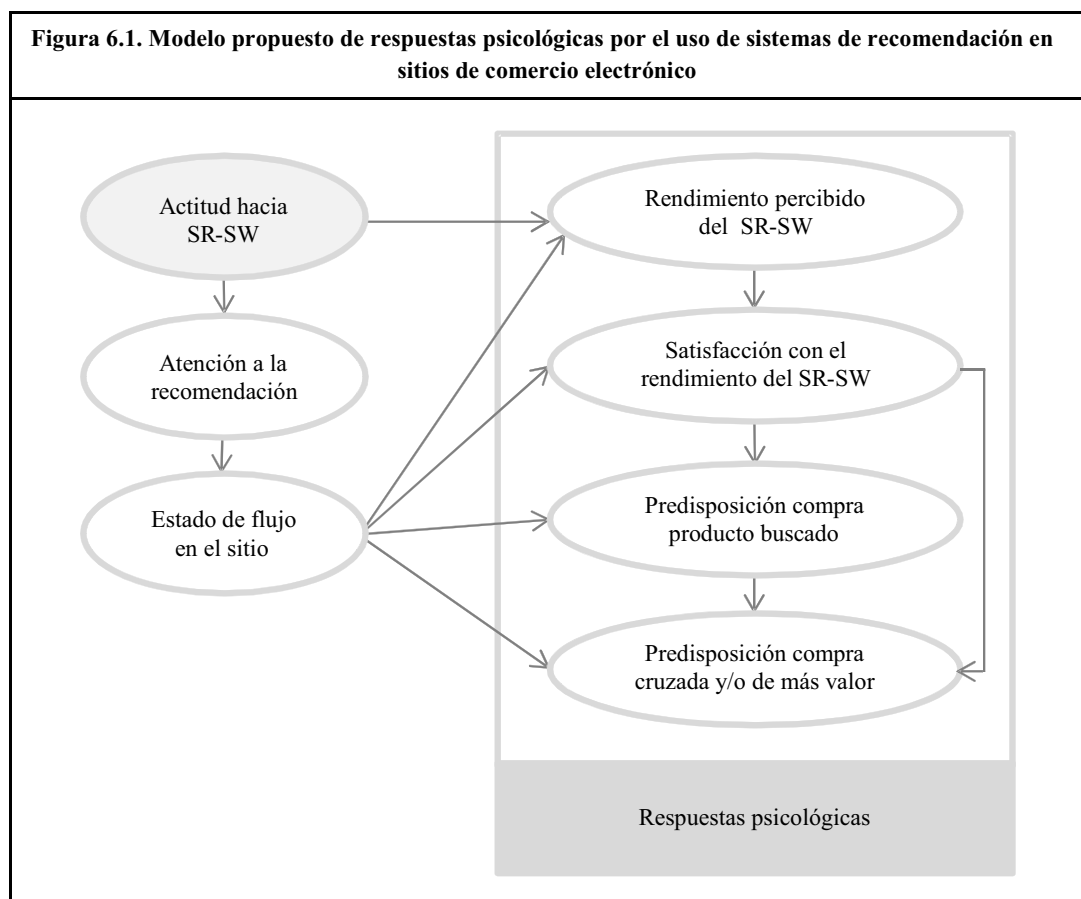 Figura 6.1. Modelo propuesto de respuestas psicológicas por el uso de sistemas de recomendación en
sitios de comercio electrónico
Actitud hacia
SR-SW
Atención a la
recomendación
Estado de flujo
en el sitio
Rendimiento percibido
del SR-SW
Satisfacción con el
rendimiento del SR-SW
Predisposición compra
producto buscado
Predisposición compra
cruzada y/o de más valor
Respuestas psicológicas